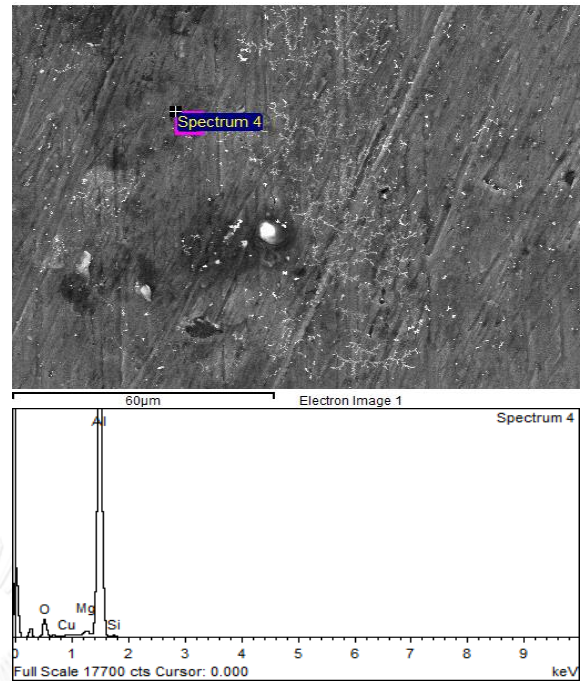 Spectrum 4
60µm
Electron Image 1
Spectrum 4
Al
O
Cu
Mg
Si
0 1 2 3 4 5 6 7 8 9
Full Scale 17700 cts Cursor: 0.000
keV